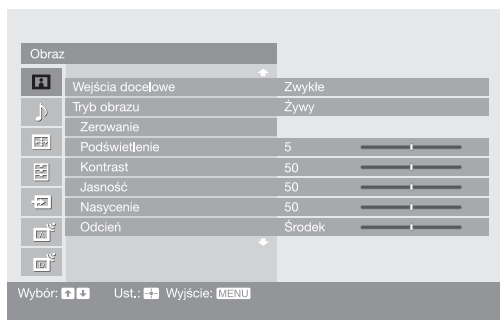 Obraz
Wejścia docelowe Zwykłe
Tryb obrazu Żywy
Zerowanie
Podświetlenie 5
Kontrast 50
Jasność 50
Nasycenie 50
Odcień Środek
Wybór: Ust.: Wyjście: MENU